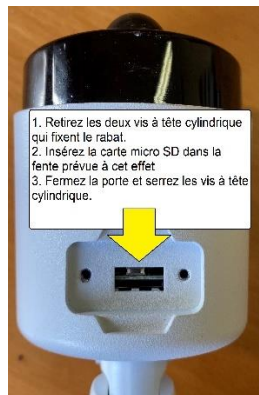 1. Retirez les deux vis à tête cylindrique
qui fixent le rabat.
2. Insérez la carte micro SD dans la
fente prévue à cet effet
3. Fermez la porte et serrez les vis à tête
cylindrique.